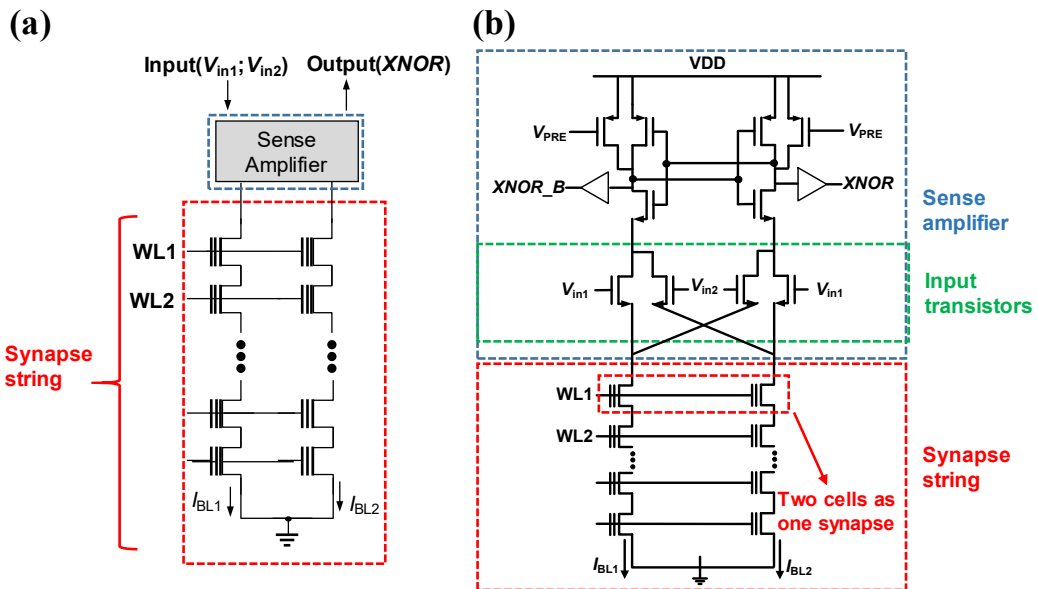 (a)
Input(Vin1; Vin2) Output(XNOR)
Sense
Amplifier
WL1
WL2
Synapse
string
IBL1
IBL2
(b)
VDD
VPRE
VPRE
XNOR_B
XNOR
Sense
amplifier
Vin1
Vin2
Vin1
Input
transistors
WL1
WL2
Synapse
string
Two cells as
one synapse
IBL1
IBL2